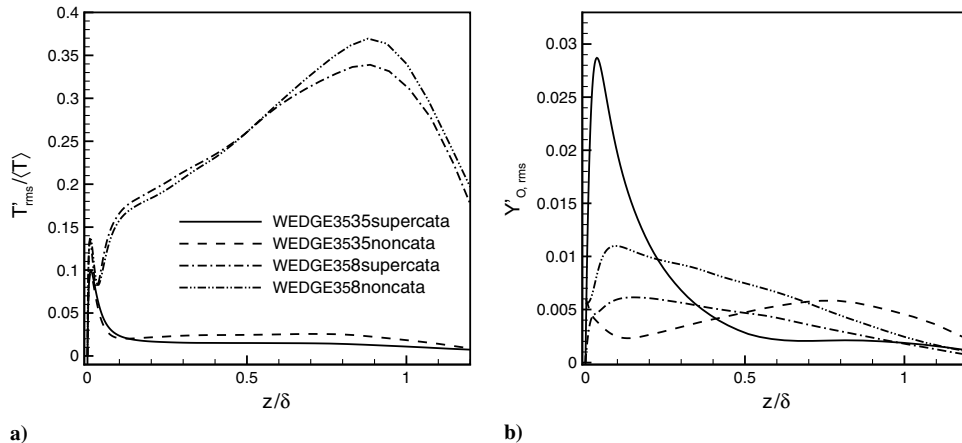 0.4
0.35
0.3
0.25
0.2
0.15
0.1
0.05
0
T'rms/⟨T⟩
WEDGE3535supercata
WEDGE3535noncata
WEDGE358supercata
WEDGE358noncata
0 0.5 1
z/δ
a)
0.03
0.025
0.02
0.015
0.01
0.005
0
Y'O, rms
0 0.5 1
z/δ
b)